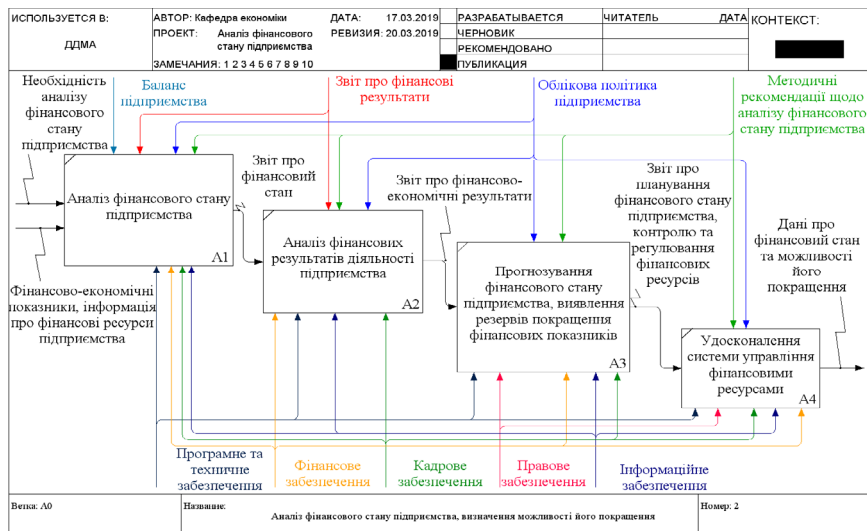 ИСПОЛЬЗУЕТСЯ В:
ДДМА
АВТОР: Кафедра економіки
ДАТА: 17.03.2019
ПРОЕКТ: Аналіз фінансового
стану підприємства
РЕВИЗИЯ: 20.03.2019
ЗАМЕЧАНИЯ: 1 2 3 4 5 6 7 8 9 10
РАЗРАБАТЫВАЕТСЯ
ЧЕРНОВИК
РЕКОМЕНДОВАНО
ПУБЛИКАЦИЯ
ЧИТАТЕЛЬ
ДАТА
КОНТЕКСТ:
Необхідність
аналізу
фінансового
стану
підприємства
Баланс
підприємства
Звіт про фінансові
результати
Облікова політика
підприємства
Методичні
рекомендації щодо
аналізу фінансового
стану підприємства
Аналіз фінансового стану
підприємства
А1
Звіт про
фінансовий
стап
Аналіз фінансових
результатів діяльності
підприємства
А2
Звіт про фінансово-
економічні результати
Прогнозування
фінансового стану
підприємства, виявлення
резервів покращення
фінансових показників
А3
Звіт про
планування
фінансового стану
підприємства,
контролю та
регулювання
фінансових
ресурсів
Удосконалення
системи управління
фінансовими
ресурсами
А4
Дані про
фінансовий стан
та можливості
його
покращення
Фінансово-економічні
показники, інформація
про фінансові ресурси
підприємства
Програмне та
технічне
забезпечення
Фінансове
забезпечення
Кадрове
забезпечення
Правове
забезпечення
Інформаційне
забезпечення
Ветка: А0
Название:
Аналіз фінансового стану підприємства, визначення можливості його покращення
Номер: 2